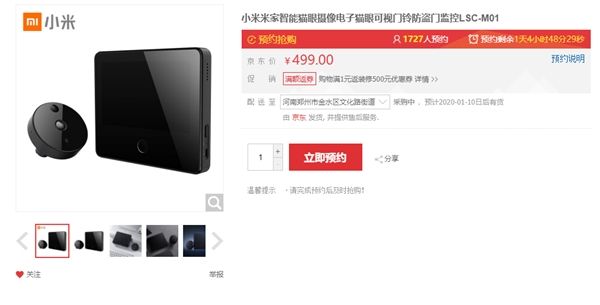 小米
小米米家智能猫眼摄像电子猫眼可视门铃防盗门监控LSC-M01
预约抢购
1727人预约
预约剩余1天4小时48分29秒
京东价
¥499.00
预约说明
促销
满额返券
购物满1元返装修500元优惠券 详情 >>
配送至
河南郑州市金水区文化路街道
采购中，预计2020-01-10日后有货
由 京东 发货, 并提供售后服务.
1
+
-
立即预约
分享
温馨提示
· 请完成预约后及时抢购！
关注
举报